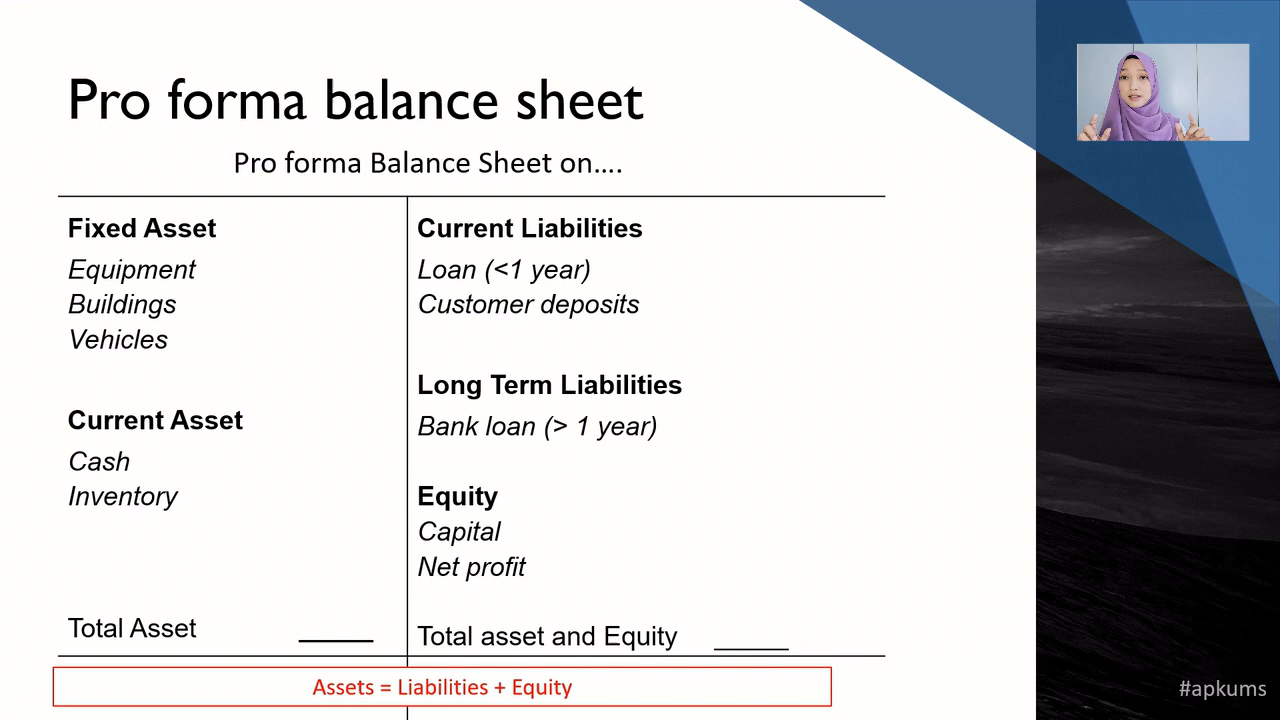 Pro forma balance sheet
Pro forma Balance Sheet on....
Fixed Asset
Equipment
Buildings
Vehicles
Current Asset
Cash
Inventory
Total Asset
Current Liabilities
Loan (<1 year)
Customer deposits
Long Term Liabilities
Bank loan (> 1 year)
Equity
Capital
Net profit
Total asset and Equity
Assets = Liabilities + Equity
#apkums